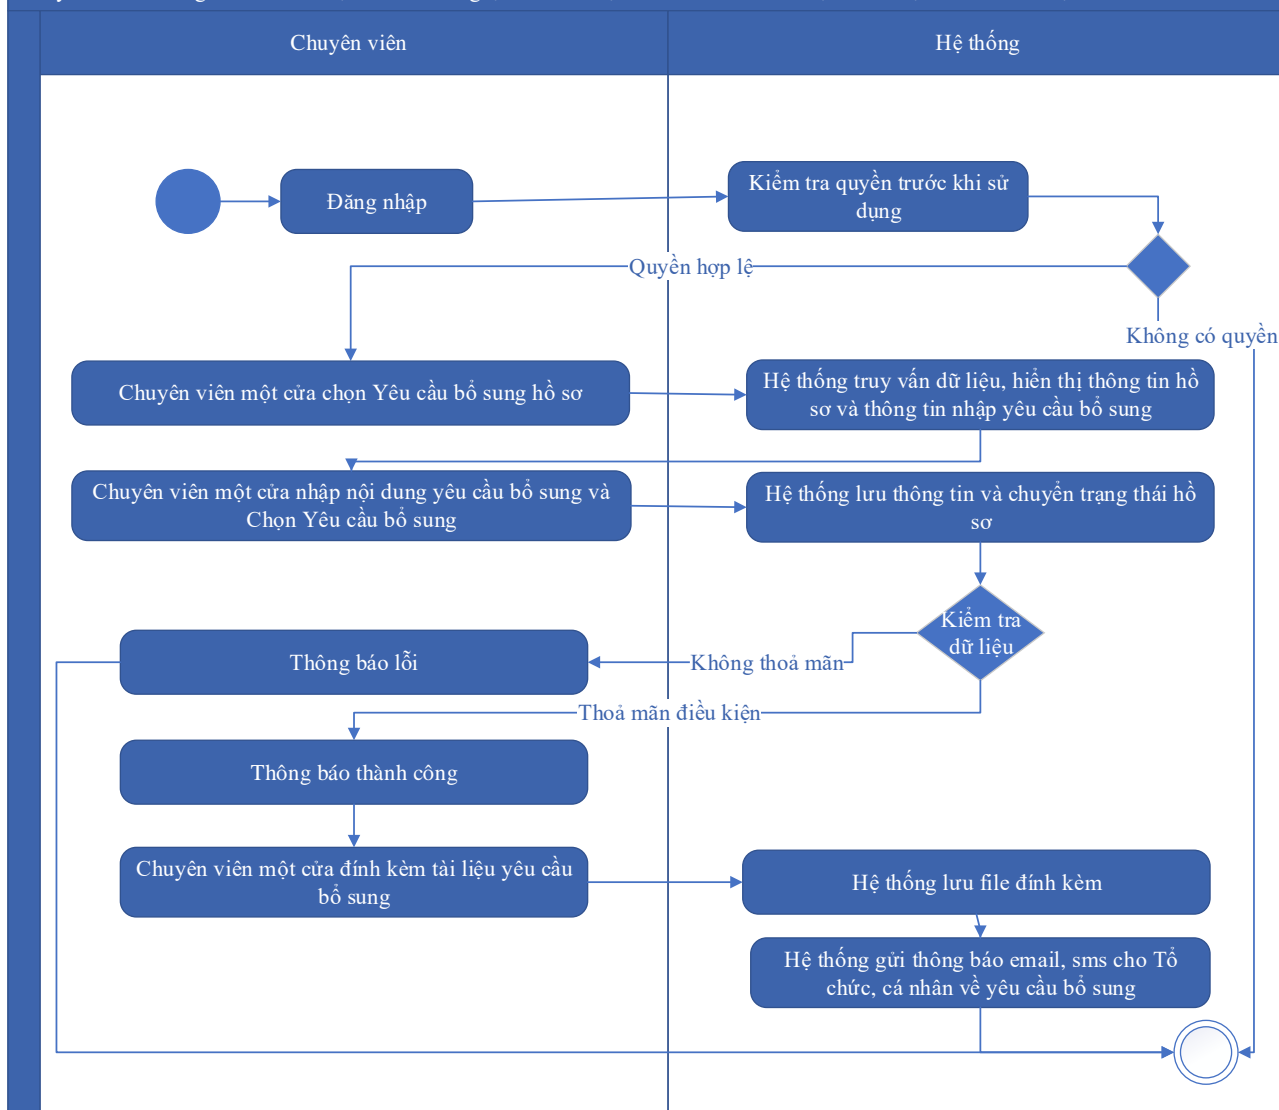 Chuyên viên
Hệ thống
Đăng nhập
Kiểm tra quyền trước khi sử
dụng
Quyền hợp lệ
Không có quyền
Chuyên viên một cửa chọn Yêu cầu bổ sung hồ sơ
Hệ thống truy vấn dữ liệu, hiển thị thông tin hồ
sơ và thông tin nhập yêu cầu bổ sung
Chuyên viên một cửa nhập nội dung yêu cầu bổ sung và
Chọn Yêu cầu bổ sung
Hệ thống lưu thông tin và chuyển trạng thái hồ
sơ
Kiểm tra
dữ liệu
Thông báo lỗi
Không thoả mãn
Thoả mãn điều kiện
Thông báo thành công
Chuyên viên một cửa đính kèm tài liệu yêu cầu
bổ sung
Hệ thống lưu file đính kèm
Hệ thống gửi thông báo email, sms cho Tổ
chức, cá nhân về yêu cầu bổ sung